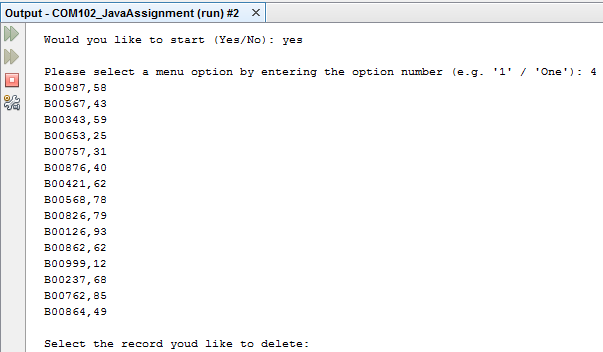 Output - COM102_JavaAssignment (run) #2
Would you like to start (Yes/No): yes
Please select a menu option by entering the option number (e.g. '1' / 'One'): 4
B00987,58
B00567,43
B00343,59
B00653,25
B00757,31
B00876,40
B00421,62
B00568,78
B00826,79
B00126,93
B00862,62
B00999,12
B00237,68
B00762,85
B00864,49
Select the record youd like to delete: